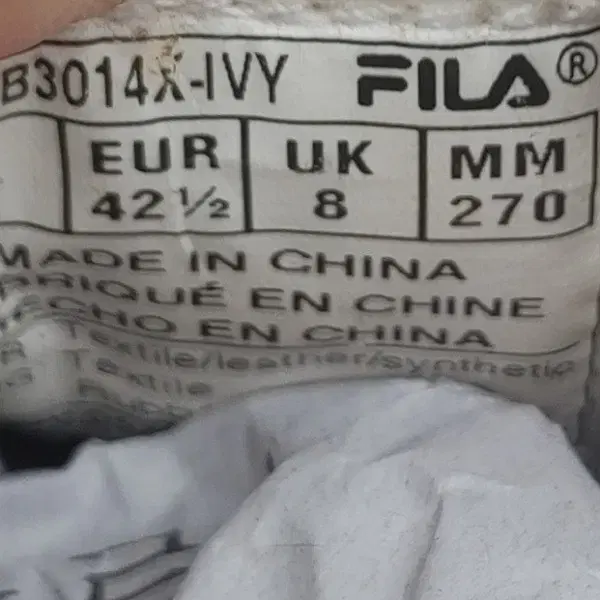 B3014X-IVY FILA®
EUR UK MM
42½ 8 270
MADE IN CHINA
FABRIQUÉ EN CHINE
HECHO EN CHINA
Textile/leather/synthetic
Textile